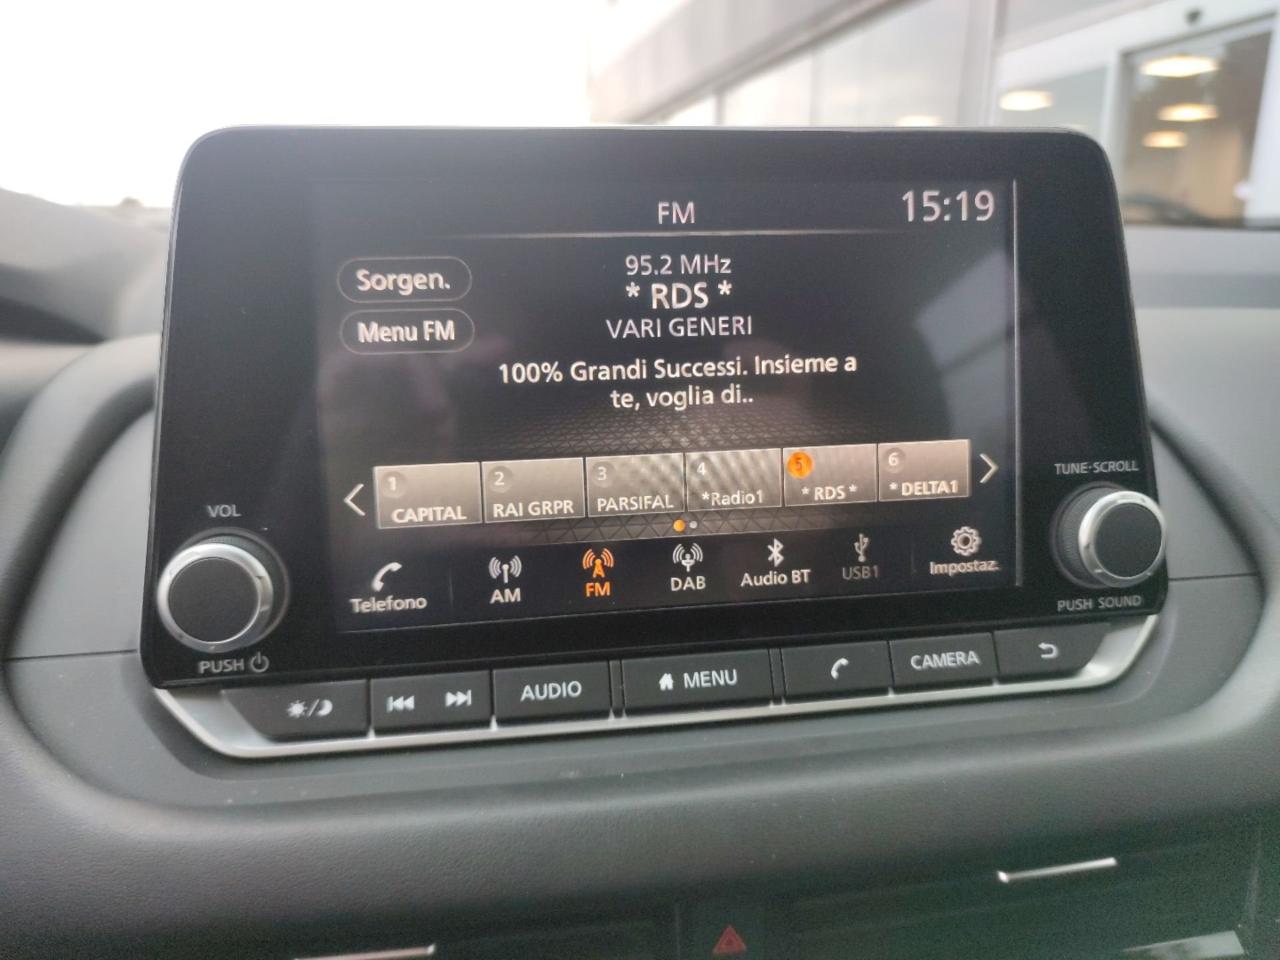 FM
15:19
Sorgen.
Menu FM
95.2 MHz
* RDS *
VARI GENERI
100% Grandi Successi. Insieme a
te, voglia di..
1 CAPITAL
2 RAI GRPR
3 PARSIFAL
4 *Radio1
5 * RDS *
6 * DELTA1
Telefono
AM
FM
DAB
Audio BT
USB1
Impostaz.
VOL
PUSH
TUNE·SCROLL
PUSH SOUND
AUDIO
MENU
CAMERA